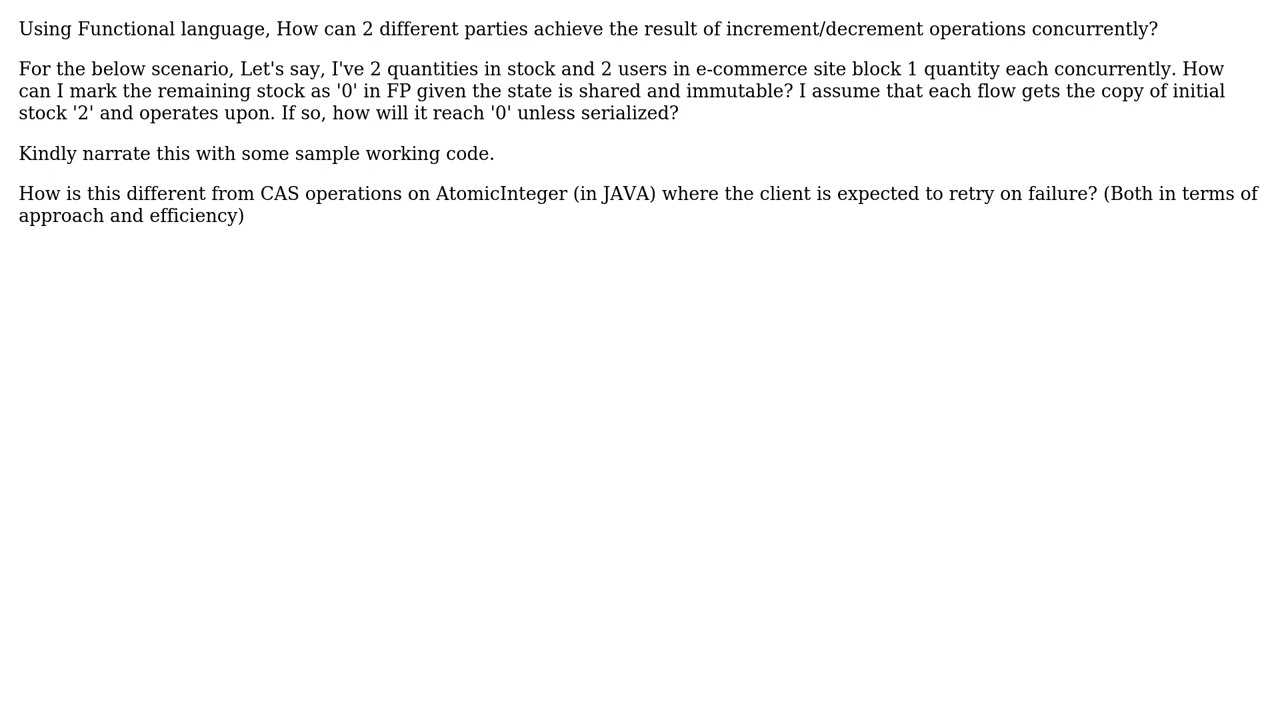 Using Functional language, How can 2 different parties achieve the result of increment/decrement operations concurrently?
For the below scenario, Let's say, I've 2 quantities in stock and 2 users in e-commerce site block 1 quantity each concurrently. How
can I mark the remaining stock as '0' in FP given the state is shared and immutable? I assume that each flow gets the copy of initial
stock '2' and operates upon. If so, how will it reach '0' unless serialized?
Kindly narrate this with some sample working code.
How is this different from CAS operations on AtomicInteger (in JAVA) where the client is expected to retry on failure? (Both in terms of
approach and efficiency)